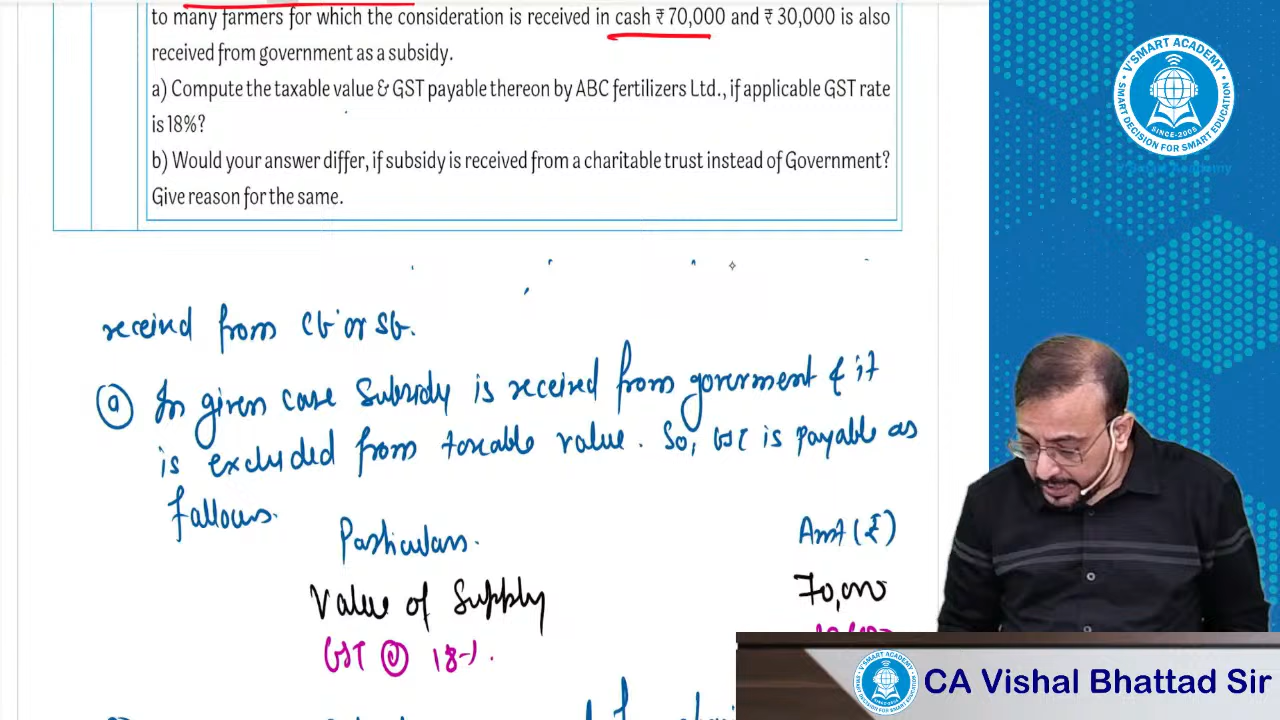 to many farmers for which the consideration is received in cash ₹ 70,000 and ₹ 30,000 is also
received from government as a subsidy.
a) Compute the taxable value & GST payable thereon by ABC fertilizers Ltd., if applicable GST rate
is 18%?
b) Would your answer differ, if subsidy is received from a charitable trust instead of Government?
Give reason for the same.
received from CG or SG.
(a) In given case Subsidy is received from goverment & it
is excluded from taxable value. So, GST is payable as
follows.
Particulars. Amt (₹)
Value of Supply 70,000
GST @ 18%.
V'SMART ACADEMY
SMART DECISION FOR SMART EDUCATION
SINCE-2008
V'Smart Academy
CA Vishal Bhattad Sir